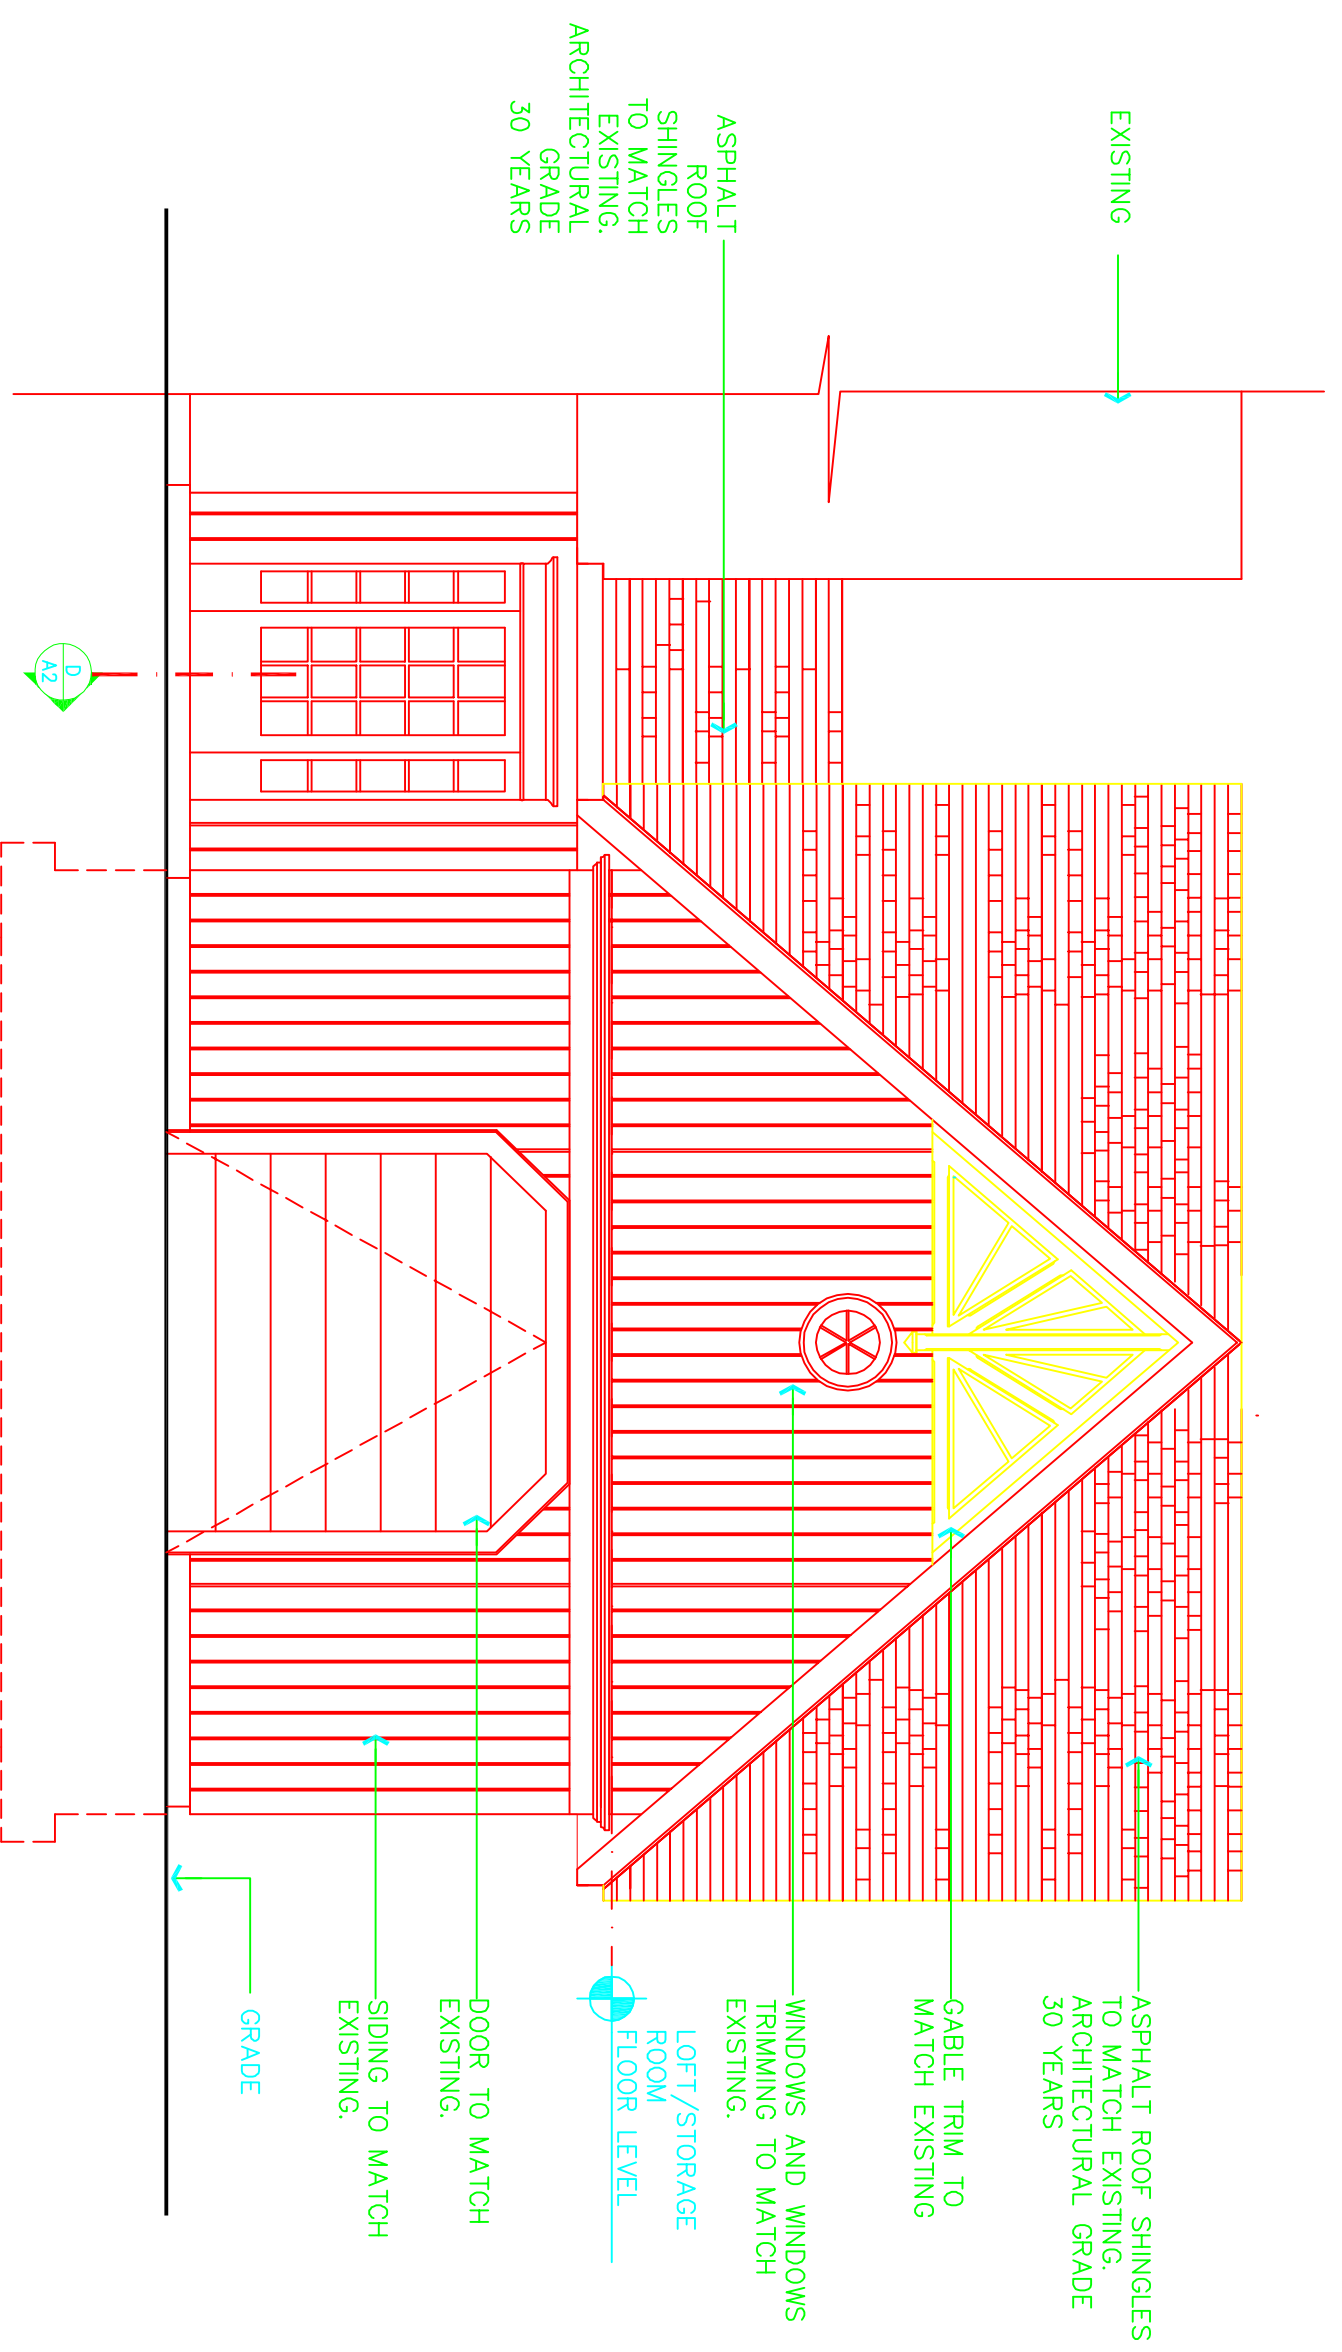 EXISTING
ASPHALT
ROOF
SHINGLES
TO MATCH
EXISTING.
ARCHITECTURAL
GRADE
30 YEARS
D
A2
ASPHALT ROOF SHINGLES
TO MATCH EXISTING.
ARCHITECTURAL GRADE
30 YEARS
GABLE TRIM TO
MATCH EXISTING
WINDOWS AND WINDOWS
TRIMMING TO MATCH
EXISTING.
LOFT/STORAGE
ROOM
FLOOR LEVEL
DOOR TO MATCH
EXISTING.
SIDING TO MATCH
EXISTING.
GRADE